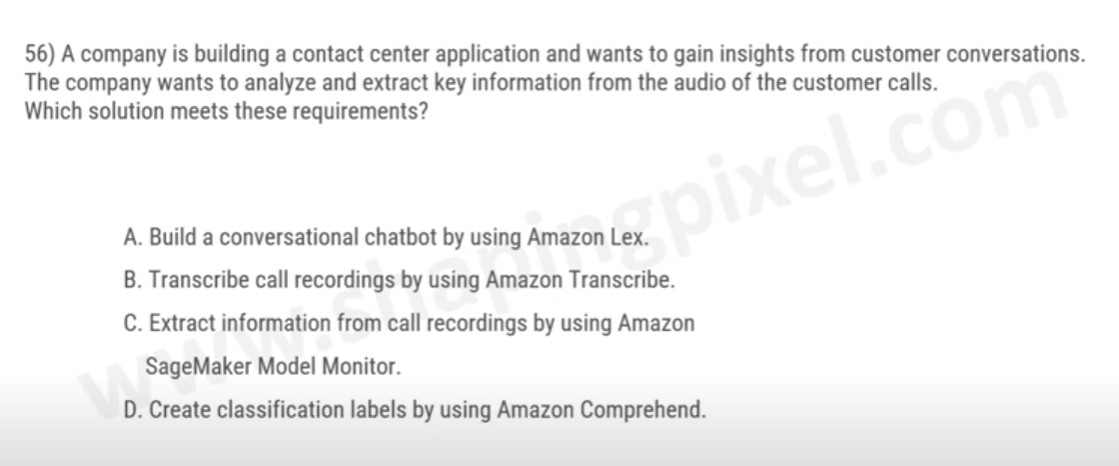 56) A company is building a contact center application and wants to gain insights from customer conversations.
The company wants to analyze and extract key information from the audio of the customer calls.
Which solution meets these requirements?
A. Build a conversational chatbot by using Amazon Lex.
B. Transcribe call recordings by using Amazon Transcribe.
C. Extract information from call recordings by using Amazon
SageMaker Model Monitor.
D. Create classification labels by using Amazon Comprehend.
www.shapingpixel.com